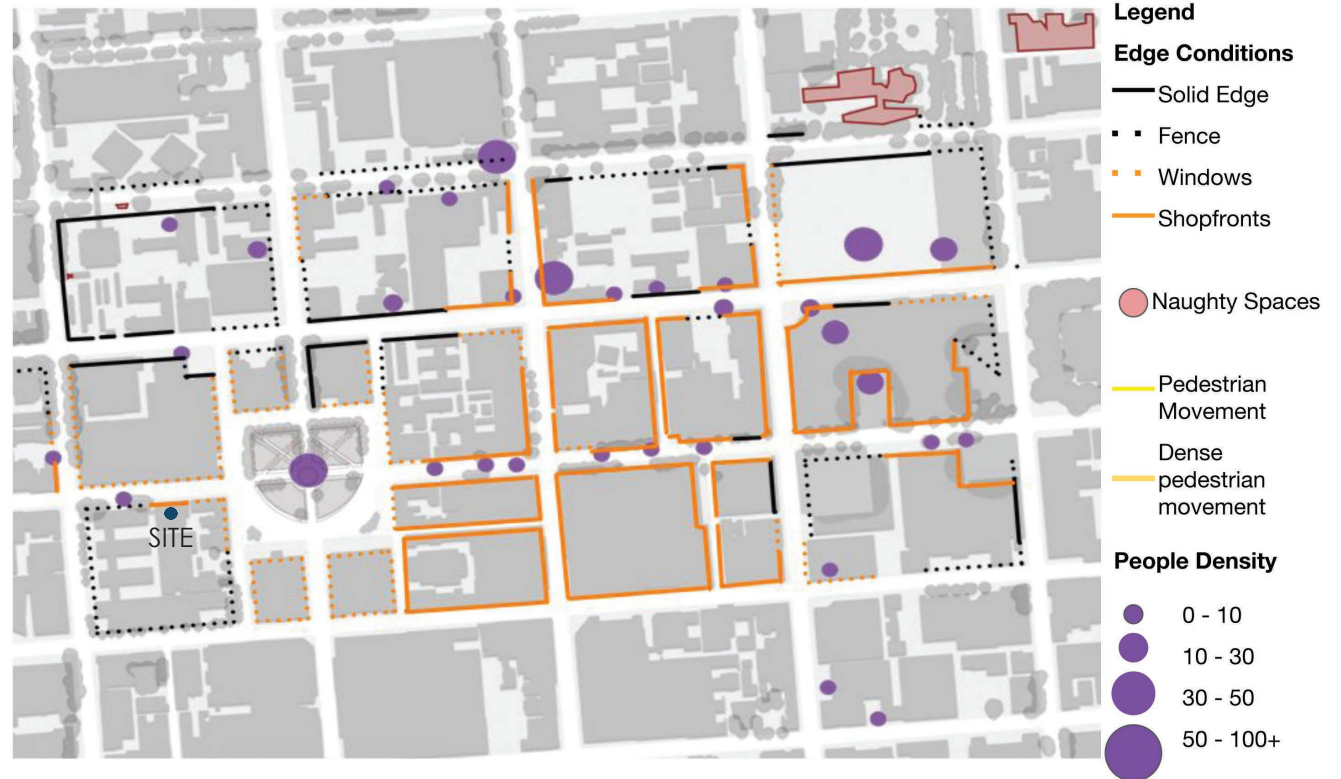 Legend
Edge Conditions
Solid Edge
Fence
Windows
Shopfronts
Naughty Spaces
Pedestrian
Movement
Dense
pedestrian
movement
People Density
0 - 10
10 - 30
30 - 50
50 - 100+
SITE